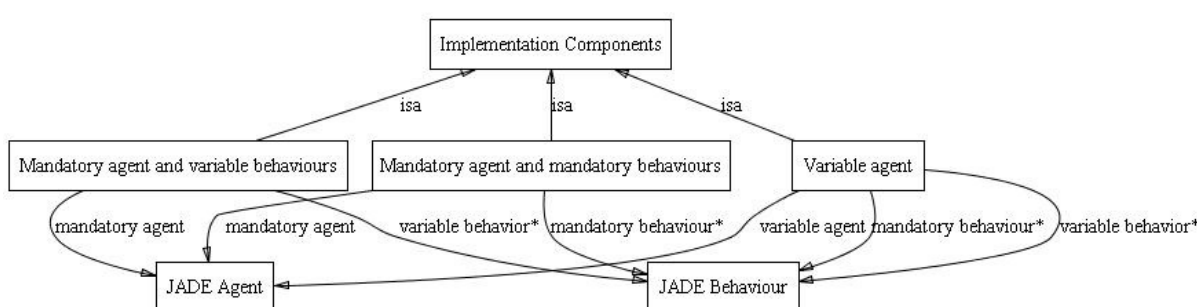 Implementation Components
isa
isa
isa
Mandatory agent and variable behaviours
Mandatory agent and mandatory behaviours
Variable agent
mandatory agent
mandatory agent
variable behavior*
mandatory behaviour*
variable agent
mandatory behaviour*
variable behavior*
JADE Agent
JADE Behaviour